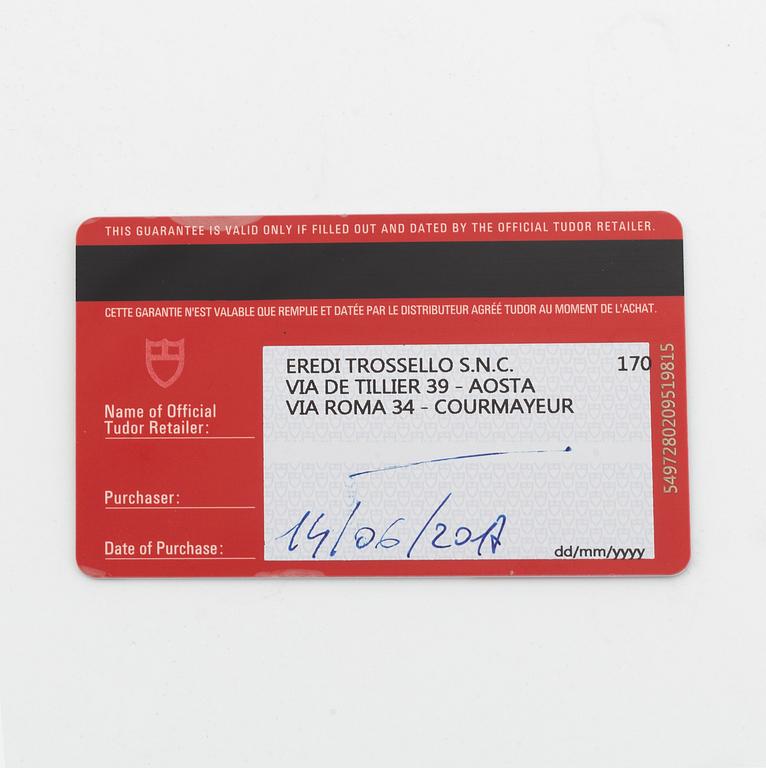 THIS GUARANTEE IS VALID ONLY IF FILLED OUT AND DATED BY THE OFFICIAL TUDOR RETAILER.
CETTE GARANTIE N'EST VALABLE QUE REMPLIE ET DATÉE PAR LE DISTRIBUTEUR AGRÉÉ TUDOR AU MOMENT DE L'ACHAT.
EREDI TROSSELLO S.N.C. 170
VIA DE TILLIER 39 - AOSTA
VIA ROMA 34 - COURMAYEUR
Name of Official
Tudor Retailer:
Purchaser:
Date of Purchase: 14/06/2017 dd/mm/yyyy
5497280209519815